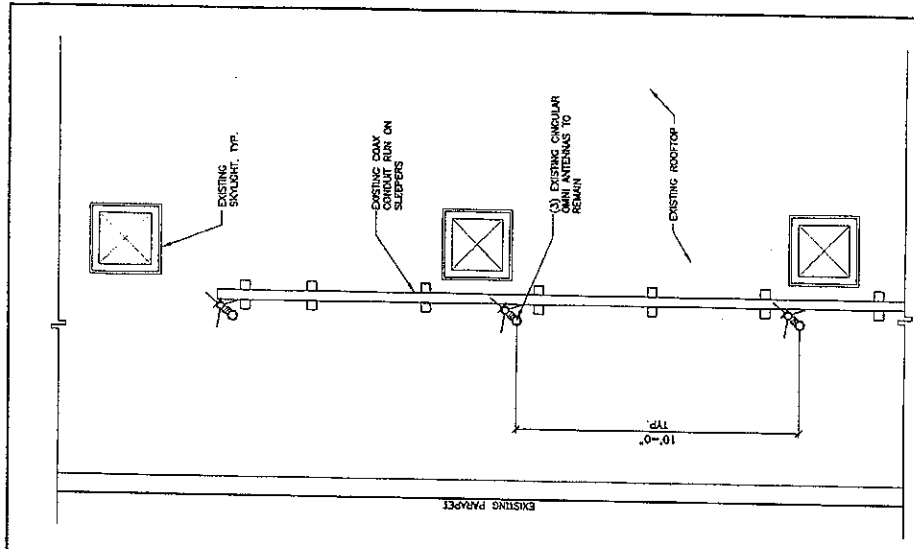 EXISTING
SKYLIGHT, TYP.
EXISTING COAX
CONDUIT RUN ON
SLEEPERS
(3) EXISTING CINGULAR
OMNI ANTENNAS TO
REMAIN
EXISTING ROOFTOP
10'-0"
TYP.
EXISTING PARAPET